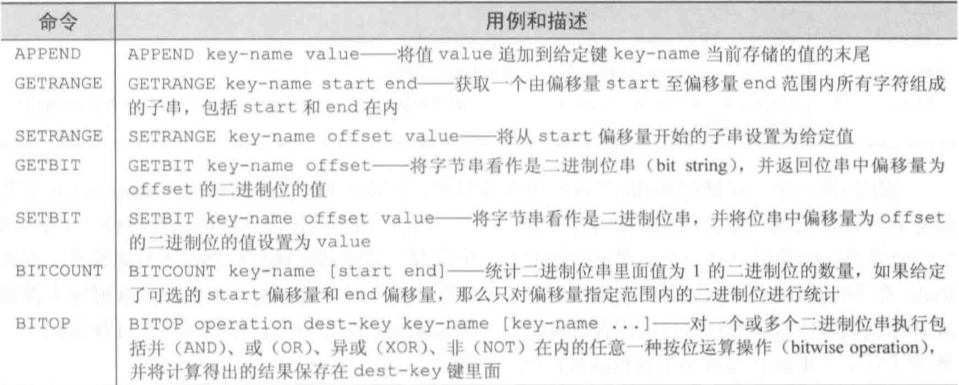 命令 用例和描述
APPEND APPEND key-name value——将值 value 追加到给定键 key-name 当前存储的值的末尾
GETRANGE GETRANGE key-name start end——获取一个由偏移量 start 至偏移量 end 范围内所有字符组成
的子串，包括 start 和 end 在内
SETRANGE SETRANGE key-name offset value——将从 start 偏移量开始的子串设置为给定值
GETBIT GETBIT key-name offset——将字节串看作是二进制位串（bit string），并返回位串中偏移量为
offset 的二进制位的值
SETBIT SETBIT key-name offset value——将字节串看作是二进制位串，并将位串中偏移量为 offset
的二进制位的值设置为 value
BITCOUNT BITCOUNT key-name [start end]——统计二进制位串里面值为 1 的二进制位的数量，如果给定
了可选的 start 偏移量和 end 偏移量，那么只对偏移量指定范围内的二进制位进行统计
BITOP BITOP operation dest-key key-name [key-name ...]——对一个或多个二进制位串执行包
括并（AND）、或（OR）、异或（XOR）、非（NOT）在内的任意一种按位运算操作（bitwise operation），
并将计算得出的结果保存在 dest-key 键里面